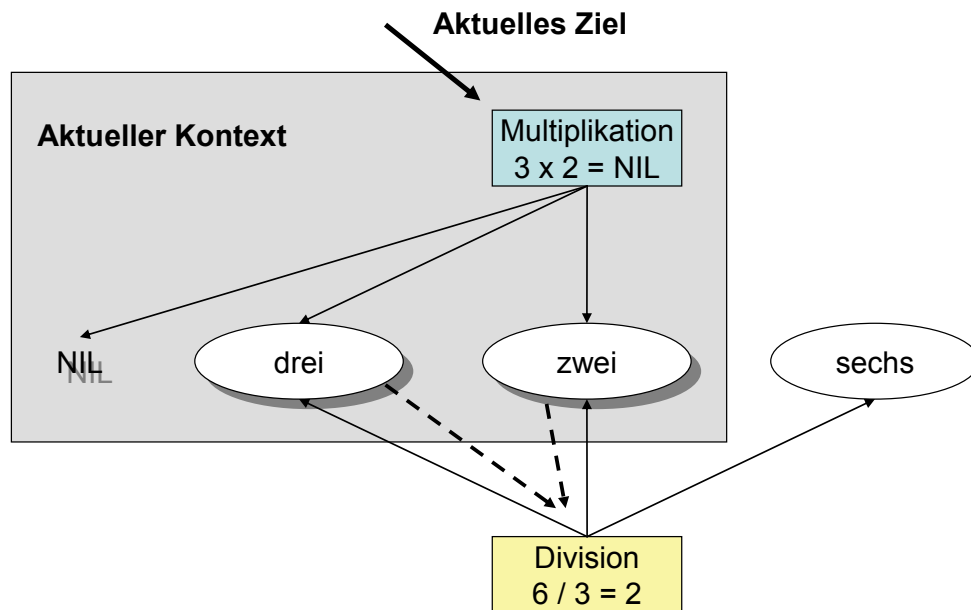 Aktuelles Ziel
Aktueller Kontext
Multiplikation
3 x 2 = NIL
NIL
drei
zwei
sechs
Division
6 / 3 = 2